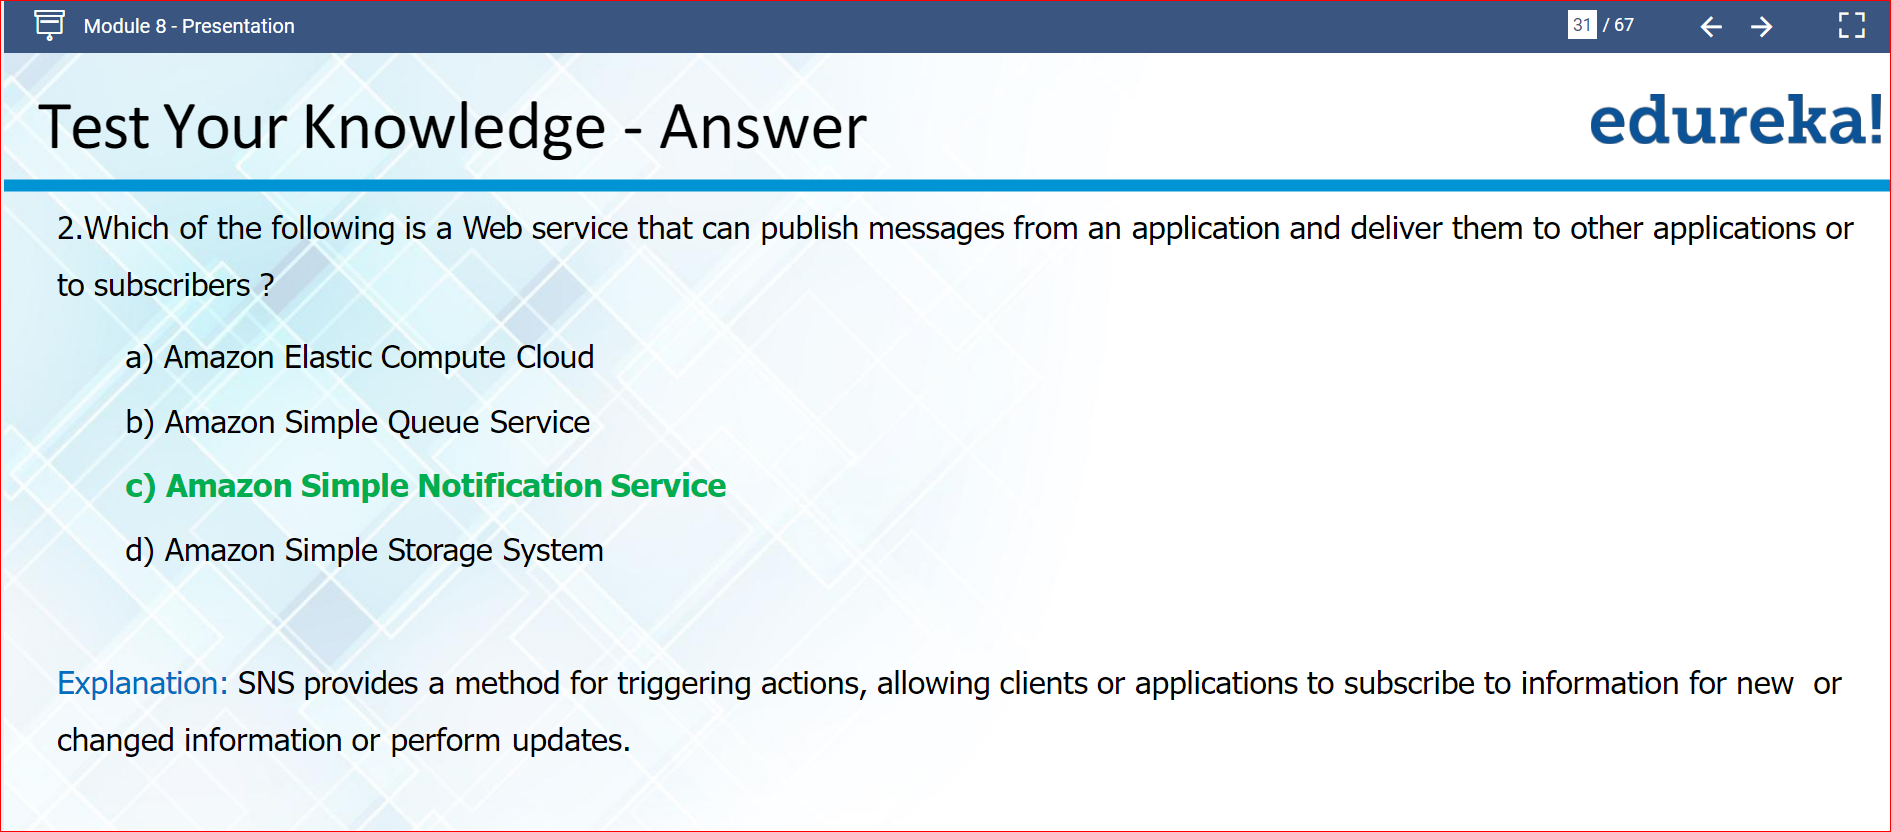 Module 8 - Presentation
31 / 67
Test Your Knowledge - Answer
edureka!
2.Which of the following is a Web service that can publish messages from an application and deliver them to other applications or
to subscribers ?
a) Amazon Elastic Compute Cloud
b) Amazon Simple Queue Service
c) Amazon Simple Notification Service
d) Amazon Simple Storage System
Explanation: SNS provides a method for triggering actions, allowing clients or applications to subscribe to information for new  or
changed information or perform updates.